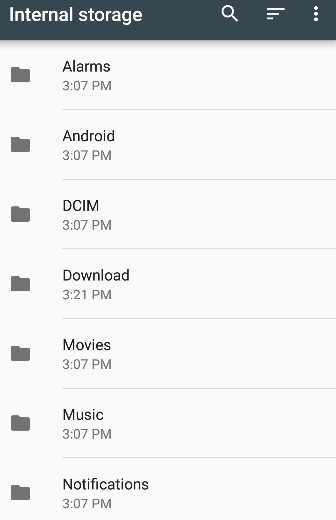 Internal storage
Alarms
3:07 PM
Android
3:07 PM
DCIM
3:07 PM
Download
3:21 PM
Movies
3:07 PM
Music
3:07 PM
Notifications
3:07 PM